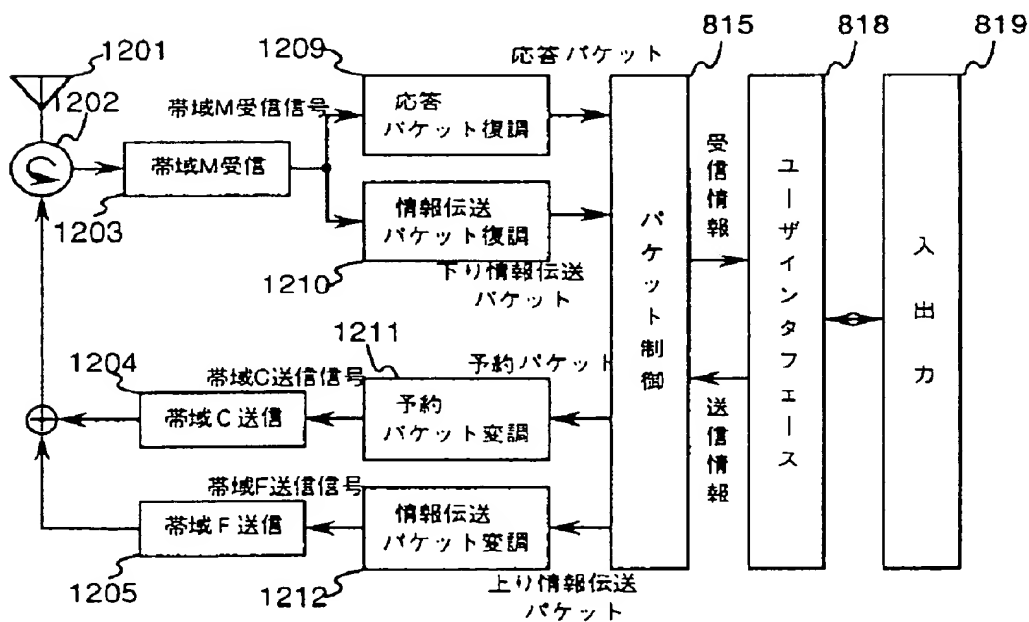 1201
1202
1209
応答パケット
815
818
819
帯域M受信信号
応答
パケット復調
帯域M受信
1203
情報伝送
パケット復調
1210
下り情報伝送
パケット
受信情報
パケット制御
ユーザインタフェース
入出力
1211
予約パケット
1204
帯域C送信信号
帯域C送信
予約
パケット変調
送信情報
帯域F送信信号
帯域F送信
情報伝送
パケット変調
1205
1212
上り情報伝送
パケット